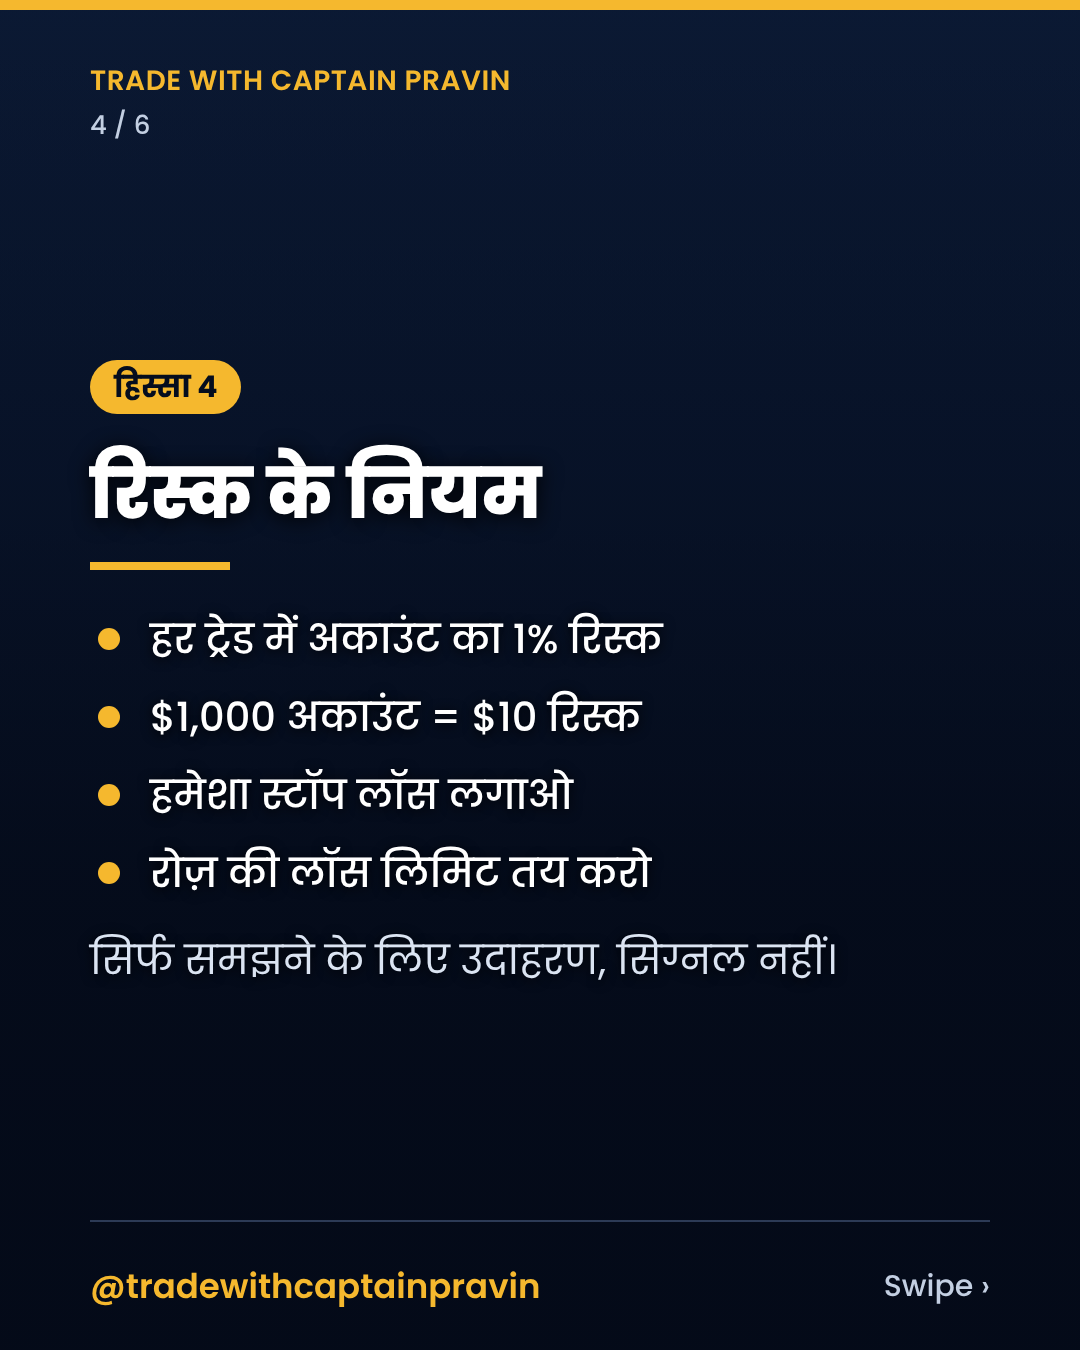 TRADE WITH CAPTAIN PRAVIN
4 / 6
हिस्सा 4
रिस्क के नियम
हर ट्रेड में अकाउंट का 1% रिस्क
$1,000 अकाउंट = $10 रिस्क
हमेशा स्टॉप लॉस लगाओ
रोज़ की लॉस लिमिट तय करो
सिर्फ समझने के लिए उदाहरण, सिग्नल नहीं।
@tradewithcaptainpravin
Swipe ›